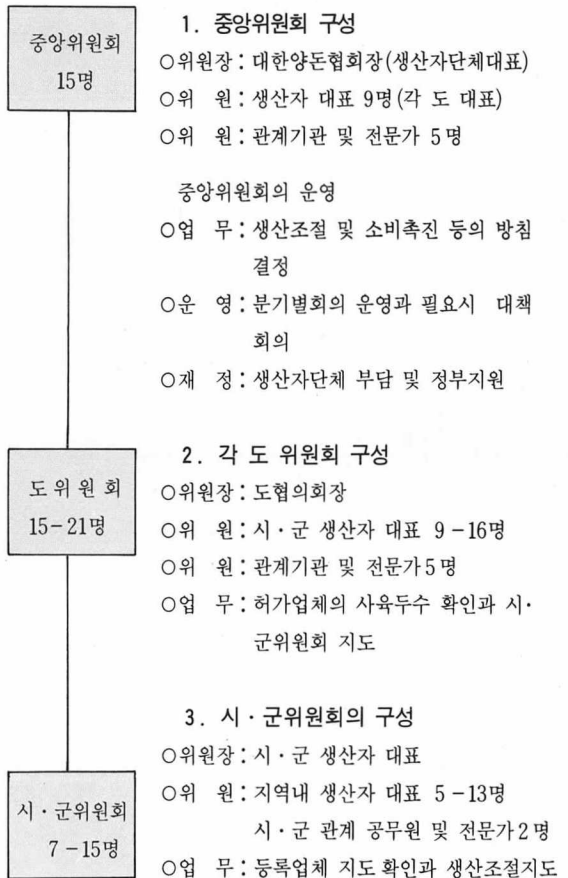 중앙위원회
15명
1. 중앙위원회 구성
○위원장 : 대한양돈협회장(생산자단체대표)
○위 원 : 생산자 대표 9명(각 도 대표)
○위 원 : 관계기관 및 전문가 5명
중앙위원회의 운영
○업 무 : 생산조절 및 소비촉진 등의 방침
결정
○운 영 : 분기별회의 운영과 필요시 대책
회의
○재 정 : 생산자단체 부담 및 정부지원
도위원회
15-21명
2. 각 도 위원회 구성
○위원장 : 도협의회장
○위 원 : 시·군 생산자 대표 9-16명
○위 원 : 관계기관 및 전문가5명
○업 무 : 허가업체의 사육두수 확인과 시·
군위원회 지도
시·군위원회
7-15명
3. 시·군위원회의 구성
○위원장 : 시·군 생산자 대표
○위 원 : 지역내 생산자 대표 5-13명
시·군 관계 공무원 및 전문가2명
○업 무 : 등록업체 지도확인과 생산조절지도